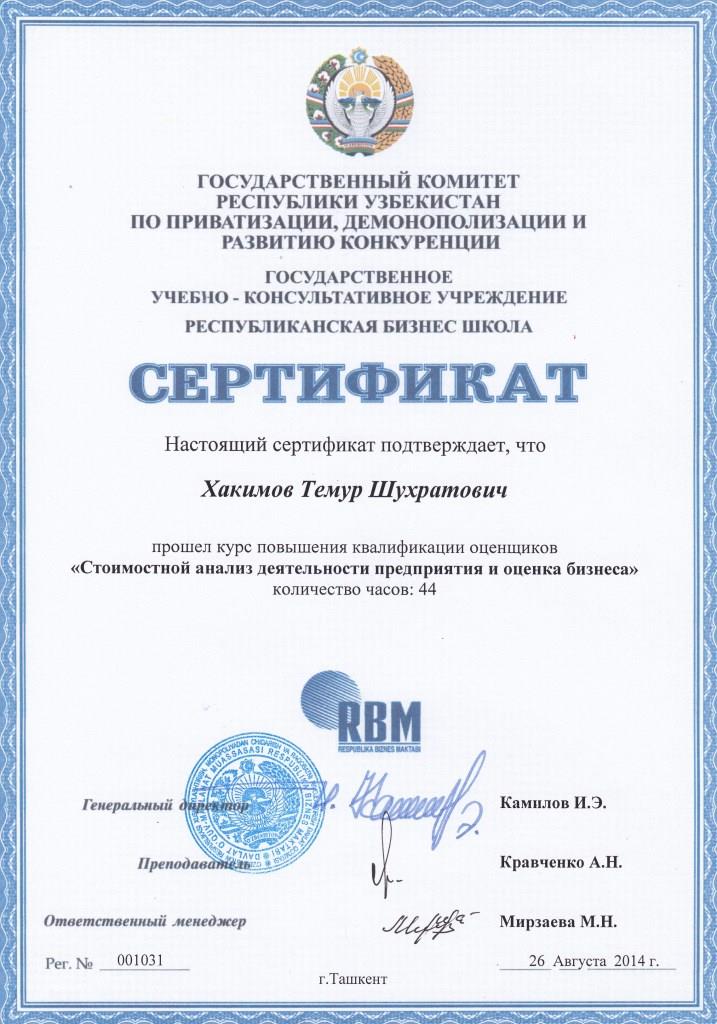 ГОСУДАРСТВЕННЫЙ КОМИТЕТ
РЕСПУБЛИКИ УЗБЕКИСТАН
ПО ПРИВАТИЗАЦИИ, ДЕМОНОПОЛИЗАЦИИ И
РАЗВИТИЮ КОНКУРЕНЦИИ
ГОСУДАРСТВЕННОЕ
УЧЕБНО - КОНСУЛЬТАТИВНОЕ УЧРЕЖДЕНИЕ
РЕСПУБЛИКАНСКАЯ БИЗНЕС ШКОЛА
СЕРТИФИКАТ
Настоящий сертификат подтверждает, что
Хакимов Темур Шухратович
прошел курс повышения квалификации оценщиков
«Стоимостной анализ деятельности предприятия и оценка бизнеса»
количество часов: 44
RBM
RESPUBLIKA BIZNES MAKTABI
Генеральный директор Камилов И.Э.
Преподаватель Кравченко А.Н.
Ответственный менеджер Мирзаева М.Н.
Рег. № 001031 26 Августа 2014 г.
г.Ташкент